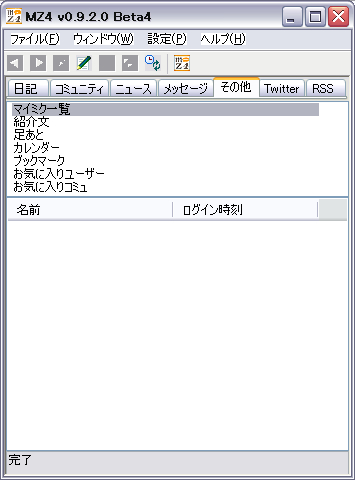 MZ4 v0.9.2.0 Beta4
ファイル(F) ウィンドウ(W) 設定(P) ヘルプ(H)
日記 コミュニティ ニュース メッセージ その他 Twitter RSS
マイミク一覧
紹介文
足あと
カレンダー
ブックマーク
お気に入りユーザー
お気に入りコミュ
名前 ログイン時刻
完了